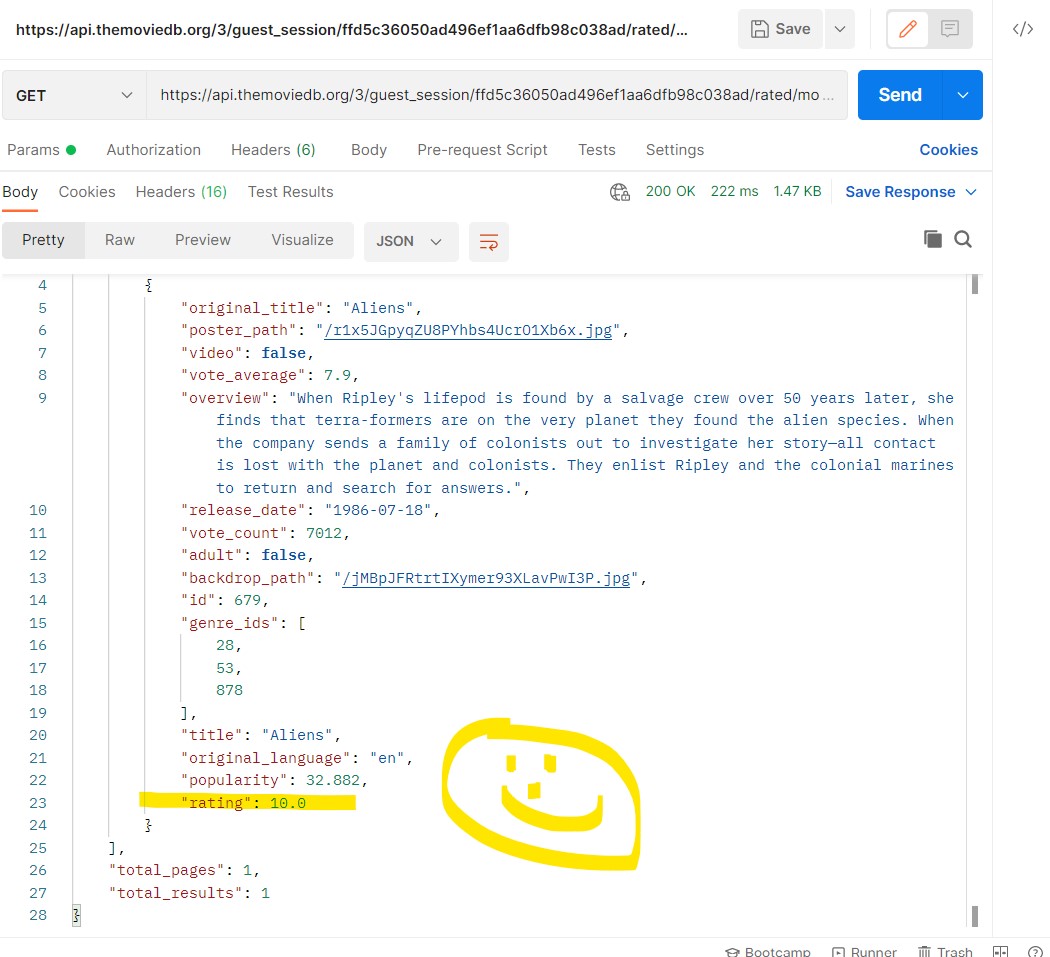 https://api.themoviedb.org/3/guest_session/ffd5c36050ad496ef1aa6dfb98c038ad/rated/... Save </>
GET https://api.themoviedb.org/3/guest_session/ffd5c36050ad496ef1aa6dfb98c038ad/rated/mo ... Send
Params Authorization Headers (6) Body Pre-request Script Tests Settings Cookies
Body Cookies Headers (16) Test Results 200 OK 222 ms 1.47 KB Save Response
Pretty Raw Preview Visualize JSON
4 {
5 "original_title": "Aliens",
6 "poster_path": "/r1x5JGpyqZU8PYhbs4UcrO1Xb6x.jpg",
7 "video": false,
8 "vote_average": 7.9,
9 "overview": "When Ripley's lifepod is found by a salvage crew over 50 years later, she
finds that terra-formers are on the very planet they found the alien species. When
the company sends a family of colonists out to investigate her story—all contact
is lost with the planet and colonists. They enlist Ripley and the colonial marines
to return and search for answers.",
10 "release_date": "1986-07-18",
11 "vote_count": 7012,
12 "adult": false,
13 "backdrop_path": "/jMBpJFRtrtIXymer93XLavPwI3P.jpg",
14 "id": 679,
15 "genre_ids": [
16 28,
17 53,
18 878
19 ],
20 "title": "Aliens",
21 "original_language": "en",
22 "popularity": 32.882,
23 "rating": 10.0
24 }
25 ],
26 "total_pages": 1,
27 "total_results": 1
28 }
Bootcamp Runner Trash